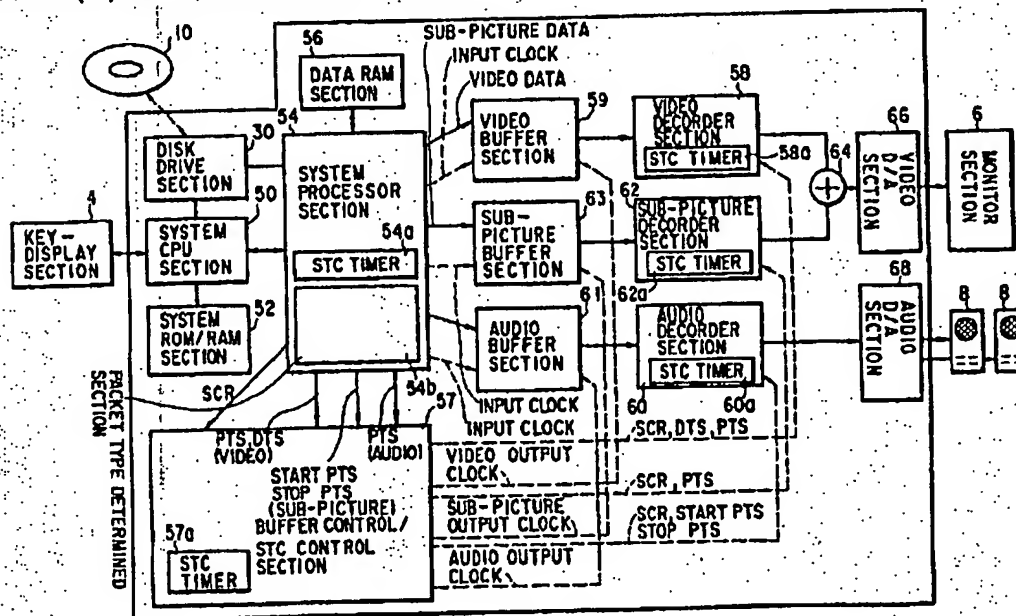 10
56
DATA RAM
SECTION
54
SUB-PICTURE DATA
INPUT CLOCK
VIDEO DATA
59
VIDEO
BUFFER
SECTION
58
VIDEO
DECORDER
SECTION
STC TIMER
58a
64
66
VIDEO
D/A
SECTION
6
MONITOR
SECTION
30
DISK
DRIVE
SECTION
50
4
KEY-
DISPLAY
SECTION
SYSTEM
CPU
SECTION
52
SYSTEM
ROM/RAM
SECTION
SYSTEM
PROCESSOR
SECTION
54a
STC TIMER
54b
63
SUB-
PICTURE
BUFFER
SECTION
62
SUB-PICTURE
DECORDER
SECTION
STC TIMER
62a
61
AUDIO
BUFFER
SECTION
AUDIO
DECORDER
SECTION
STC TIMER
60
60a
68
AUDIO
D/A
SECTION
8
8
PACKET TYPE DETERMINED
SECTION
SCR
INPUT CLOCK
INPUT CLOCK
57
PTS,DTS
(VIDEO)
PTS
(AUDIO)
START PTS
STOP PTS
(SUB-PICTURE)
BUFFER CONTROL/
STC CONTROL
SECTION
57a
STC
TIMER
SCR,DTS,PTS
VIDEO OUTPUT
CLOCK
SCR,PTS
SUB-PICTURE
OUTPUT CLOCK
SCR,START PTS
STOP PTS
AUDIO OUTPUT
CLOCK